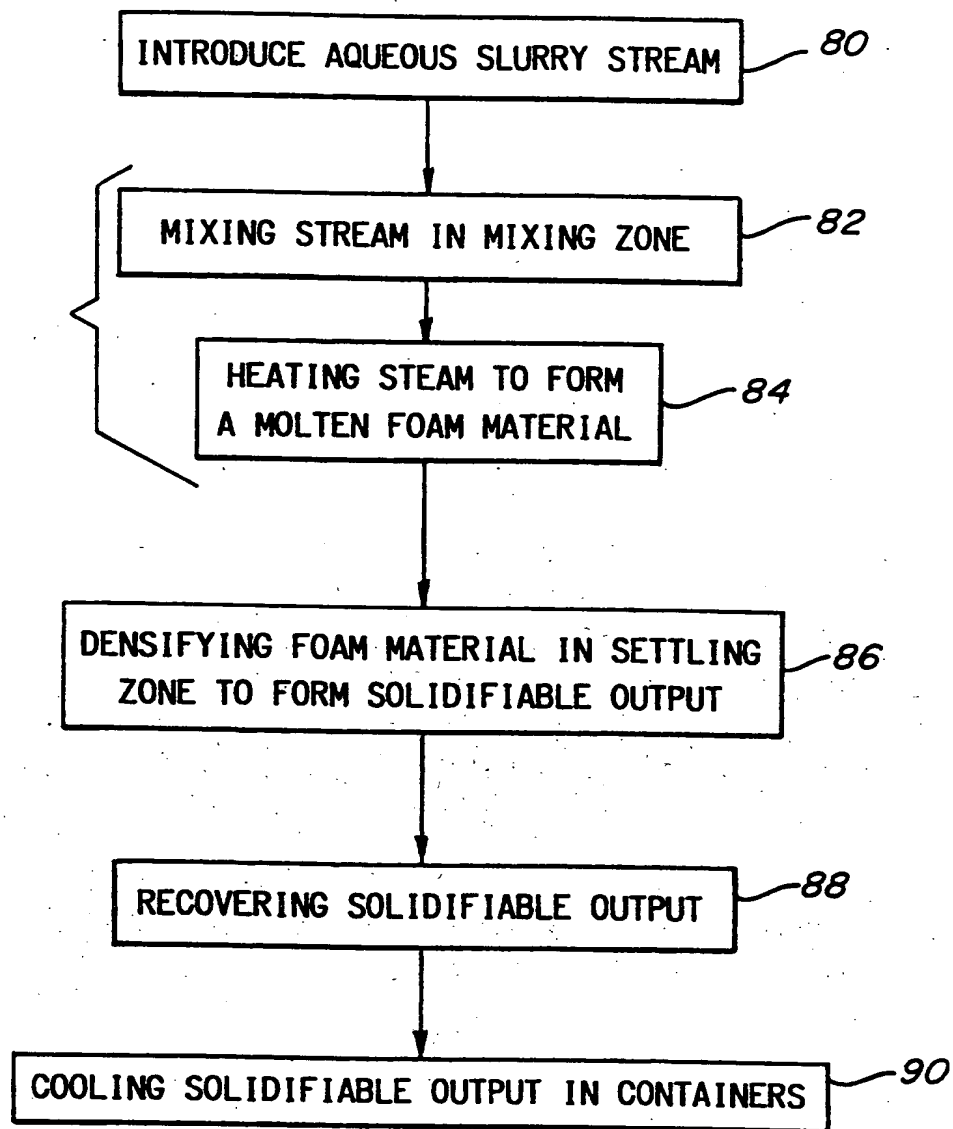 INTRODUCE AQUEOUS SLURRY STREAM
80
MIXING STREAM IN MIXING ZONE
82
HEATING STEAM TO FORM
A MOLTEN FOAM MATERIAL
84
DENSIFYING FOAM MATERIAL IN SETTLING
ZONE TO FORM SOLIDIFIABLE OUTPUT
86
RECOVERING SOLIDIFIABLE OUTPUT
88
COOLING SOLIDIFIABLE OUTPUT IN CONTAINERS
90